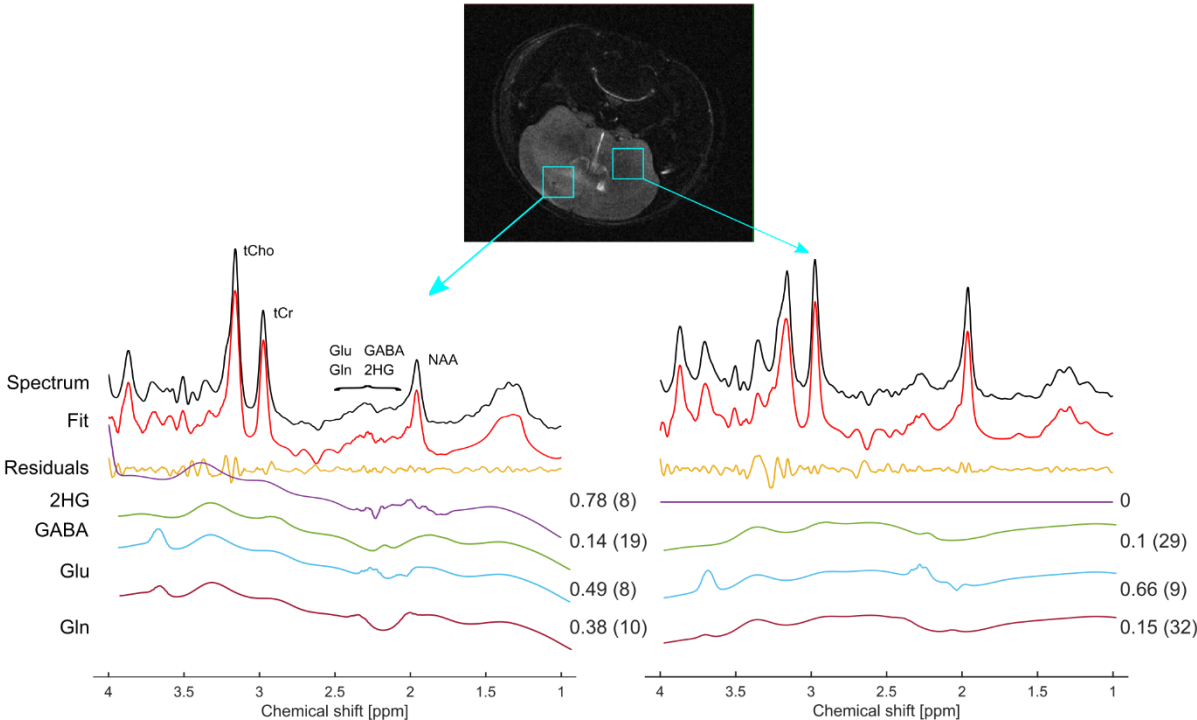 tCho
tCr
Glu GABA
Gln 2HG
NAA
Spectrum
Fit
Residuals
2HG
0.78 (8)
0
GABA
0.14 (19)
0.1 (29)
Glu
0.49 (8)
0.66 (9)
Gln
0.38 (10)
0.15 (32)
4 3.5 3 2.5 2 1.5 1
4 3.5 3 2.5 2 1.5 1
Chemical shift [ppm]
Chemical shift [ppm]